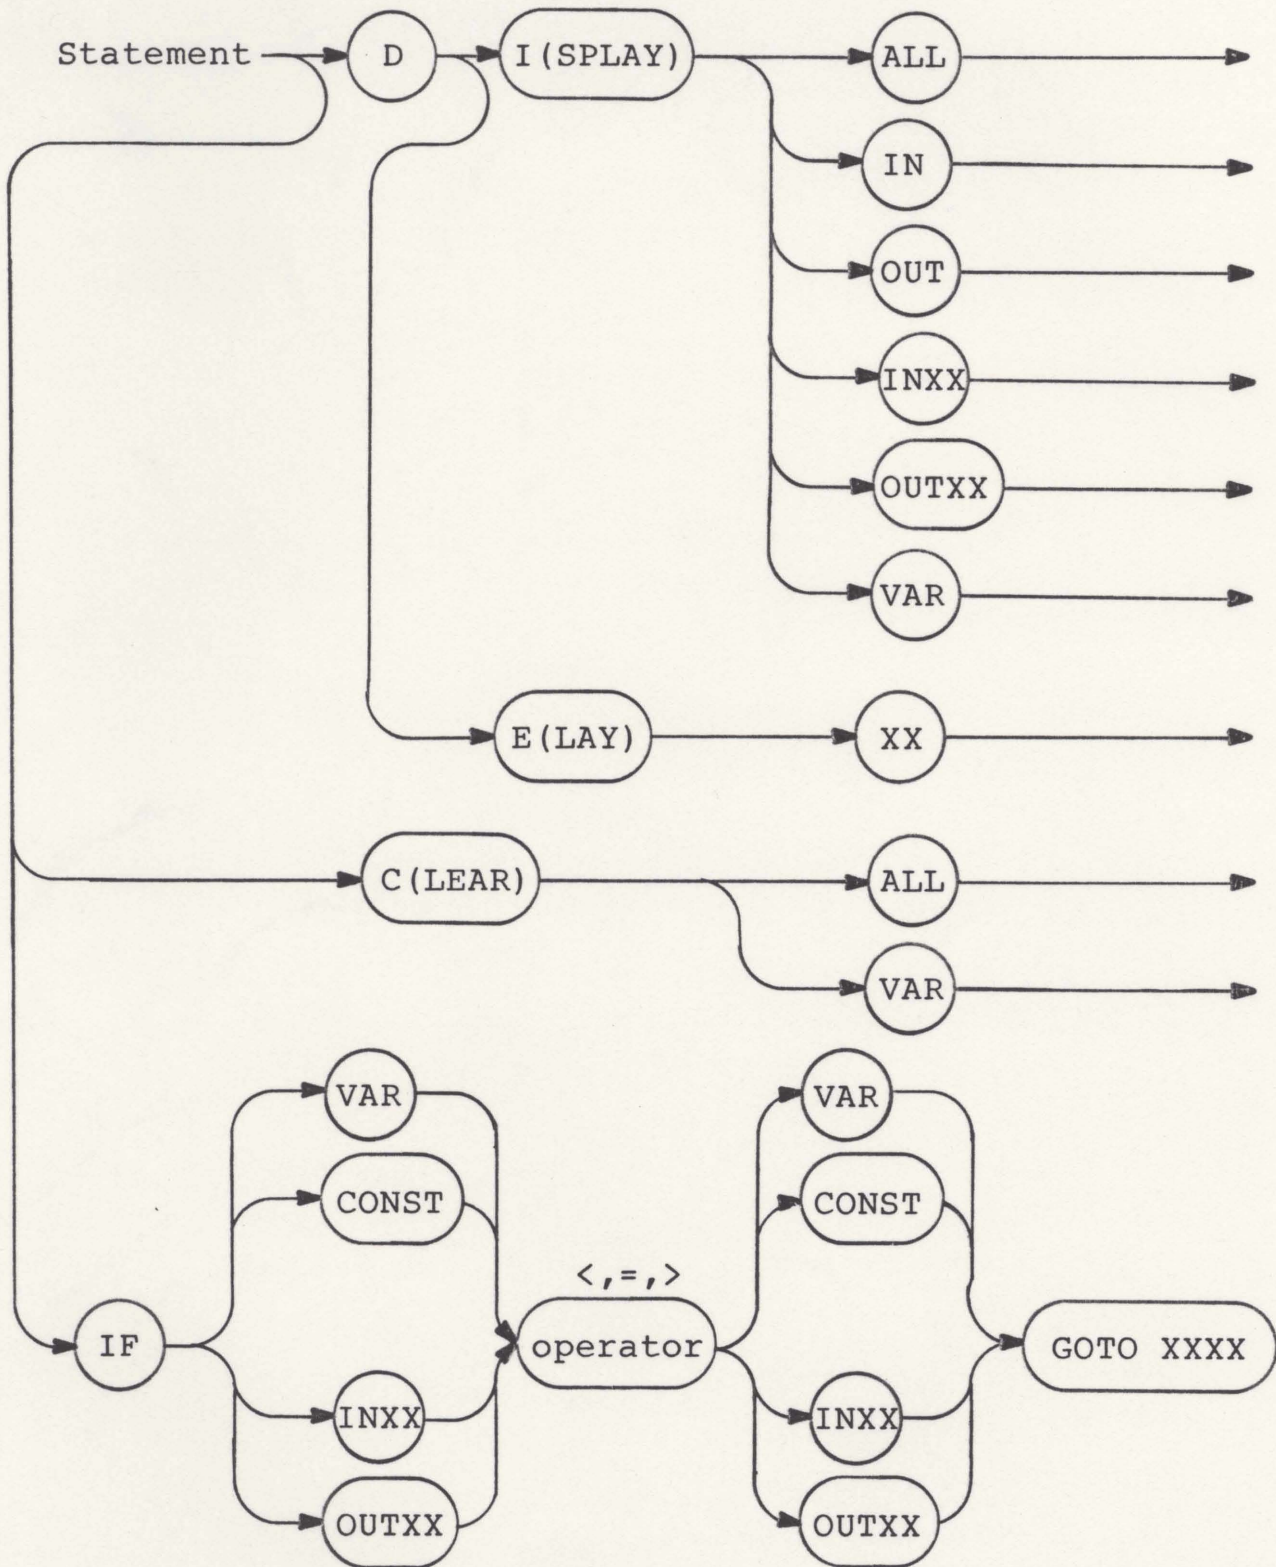 Statement D I(SPLAY) ALL
IN
OUT
INXX
OUTXX
VAR
E(LAY) XX
C(LEAR) ALL
VAR
VAR VAR
CONST CONST
<,=,>
IF operator GOTO XXXX
INXX INXX
OUTXX OUTXX